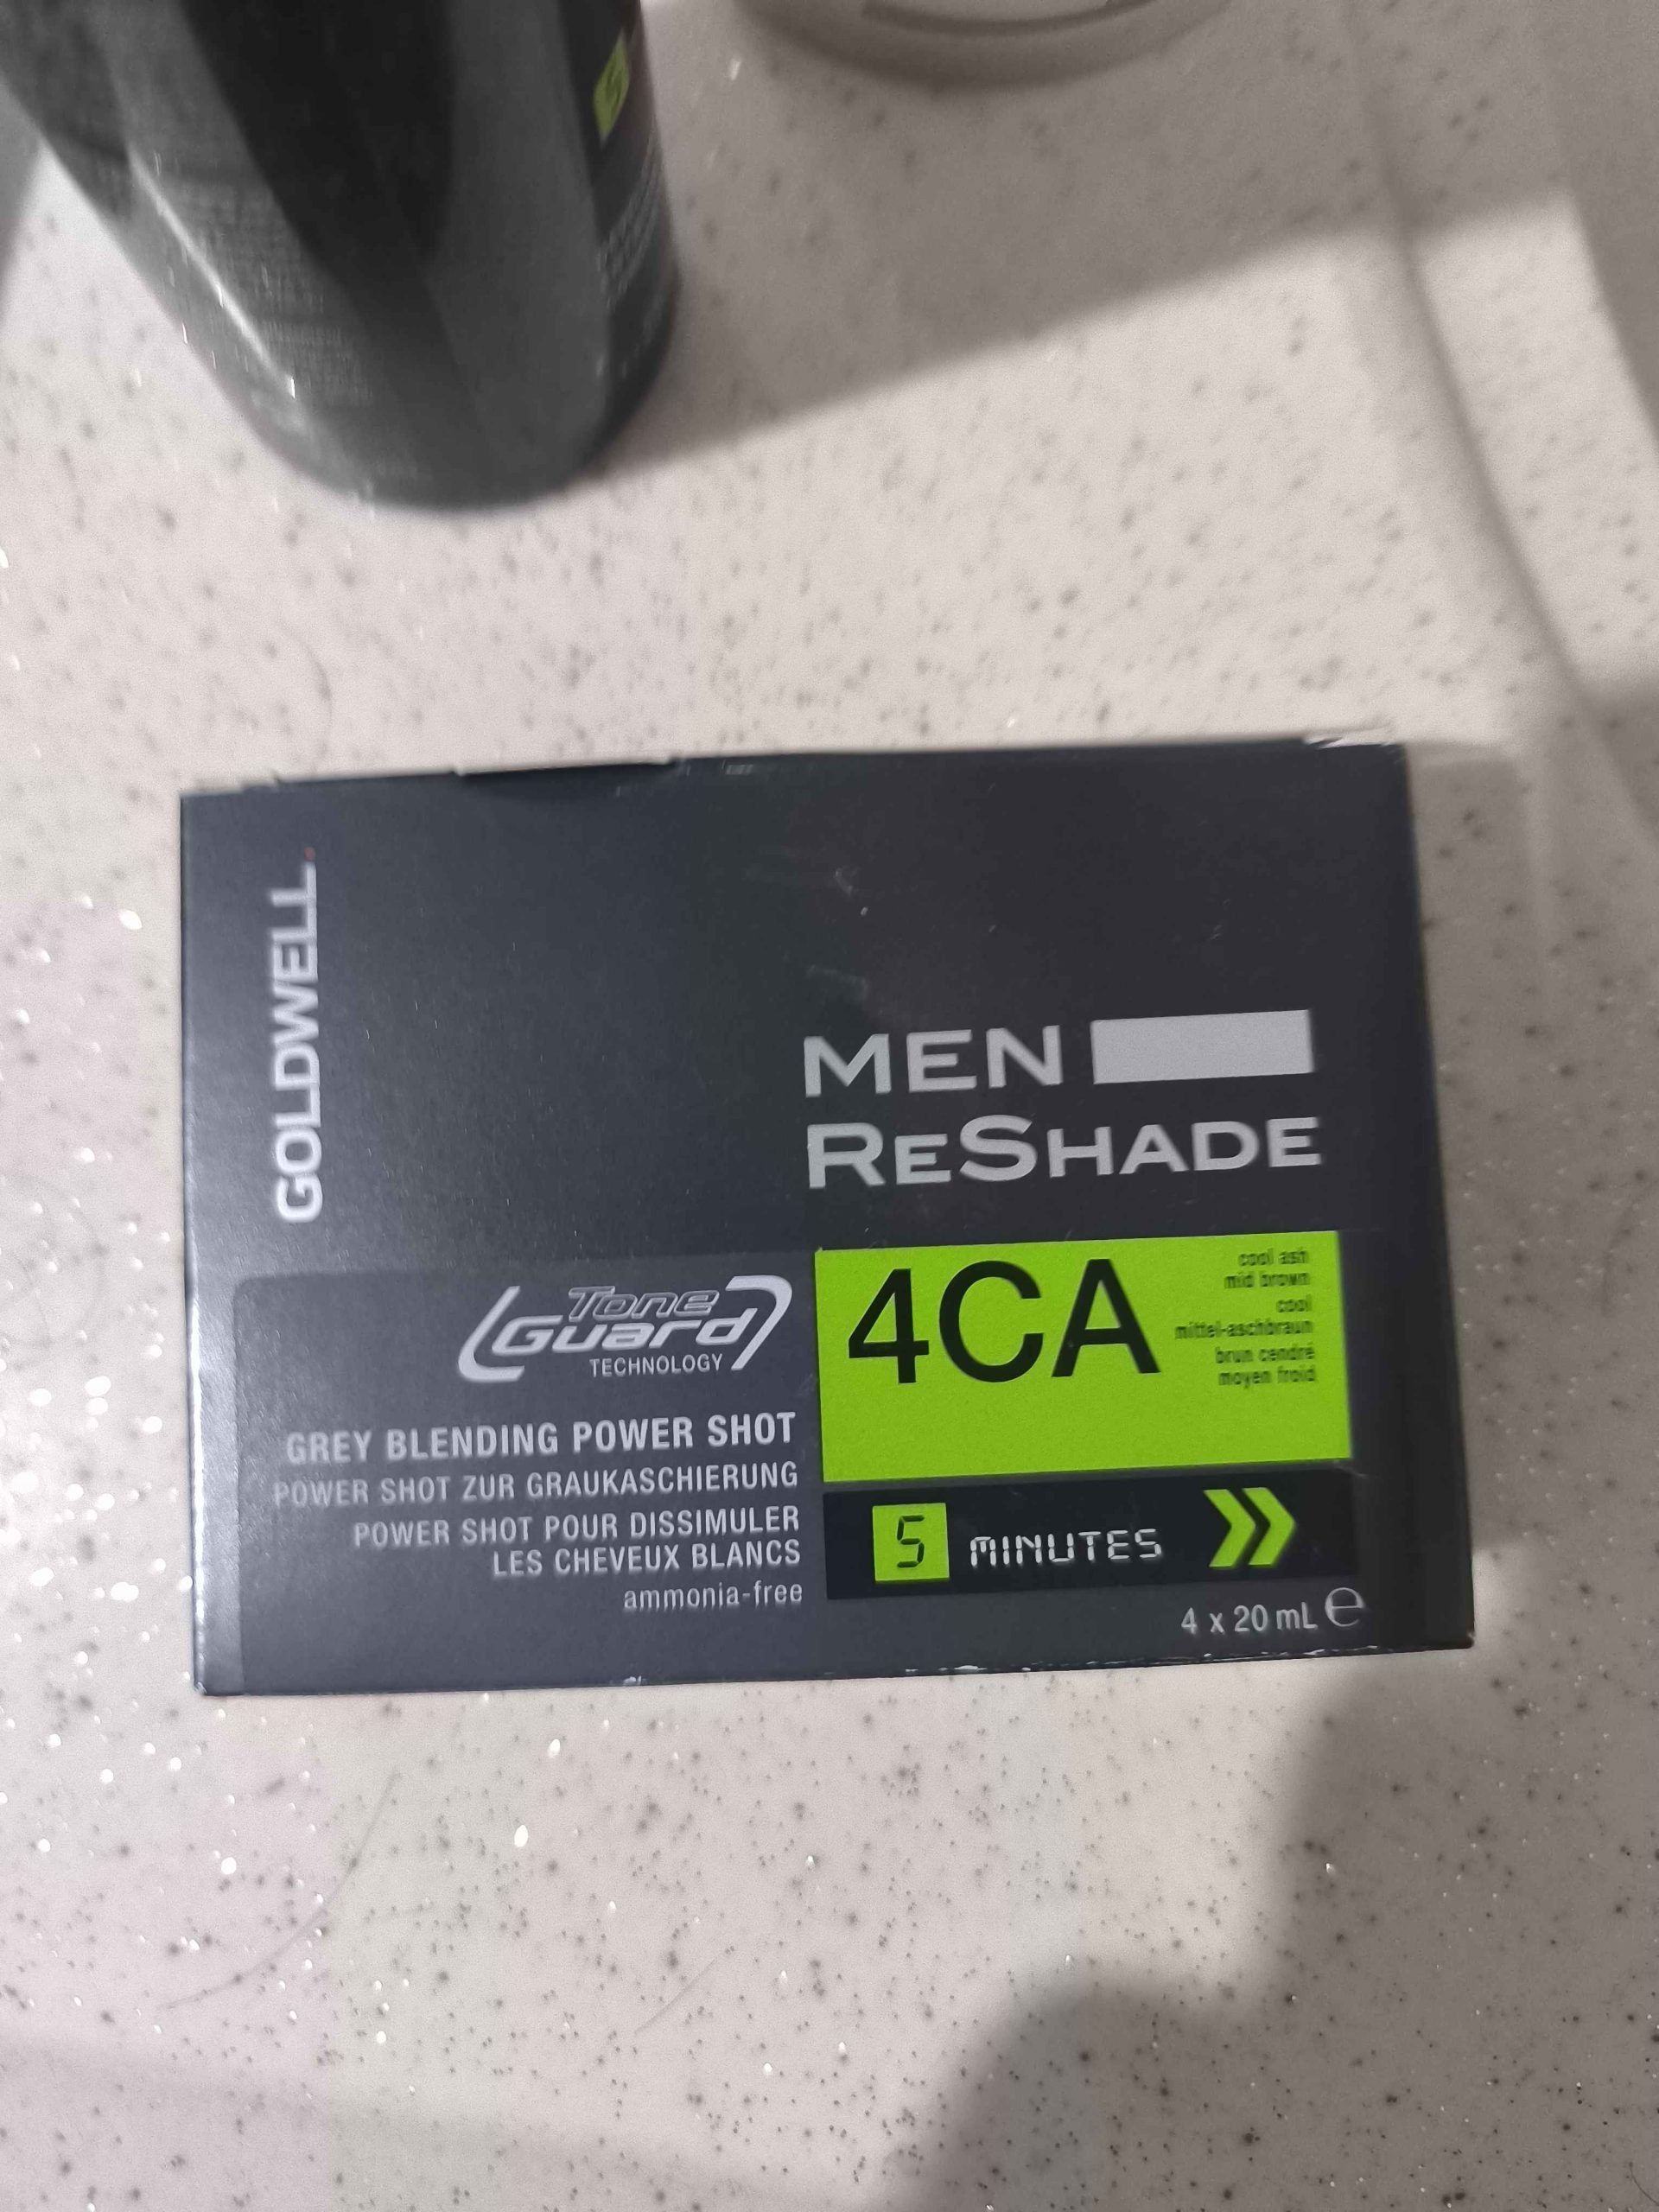 GOLDWELL.
MEN
RESHADE
Tone
Guard
TECHNOLOGY
GREY BLENDING POWER SHOT
POWER SHOT ZUR GRAUKASCHIERUNG
POWER SHOT POUR DISSIMULER
LES CHEVEUX BLANCS
ammonia-free
4CA
cool ash
mid brown
cool
mittel-aschbraun
brun cendré
moyen froid
5 MINUTES
4 x 20 mL ℮